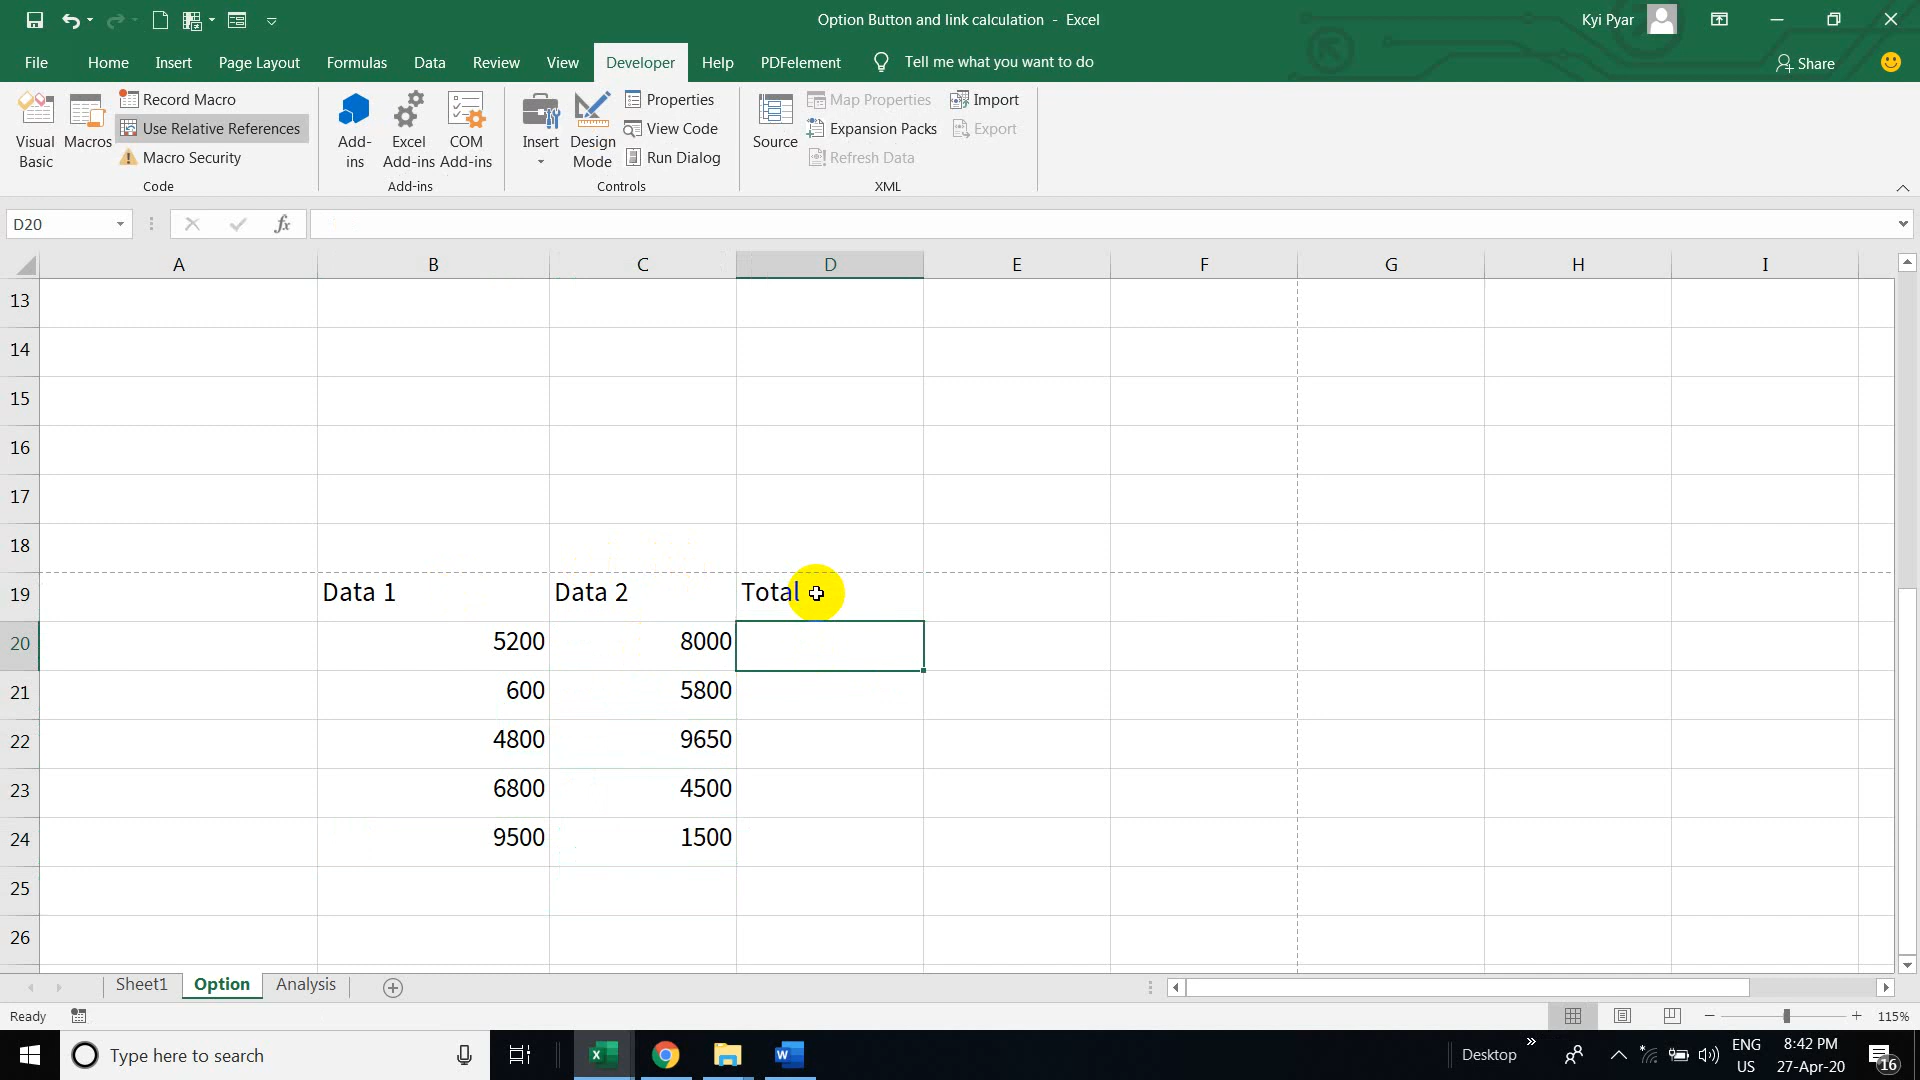 Option Button and link calculation - Excel
Kyi Pyar
File Home Insert Page Layout Formulas Data Review View Developer Help PDFelement Tell me what you want to do Share
Visual Basic
Macros
Record Macro
Use Relative References
Macro Security
Code
Add-ins
Excel Add-ins
COM Add-ins
Add-ins
Insert
Design Mode
Properties
View Code
Run Dialog
Controls
Source
Map Properties
Expansion Packs
Refresh Data
Import
Export
XML
D20
fx
A B C D E F G H I
13
14
15
16
17
18
19 Data 1 Data 2 Total
20 5200 8000
21 600 5800
22 4800 9650
23 6800 4500
24 9500 1500
25
26
Sheet1 Option Analysis
Ready
115%
Type here to search
Desktop
ENG
US
8:42 PM
27-Apr-20
16